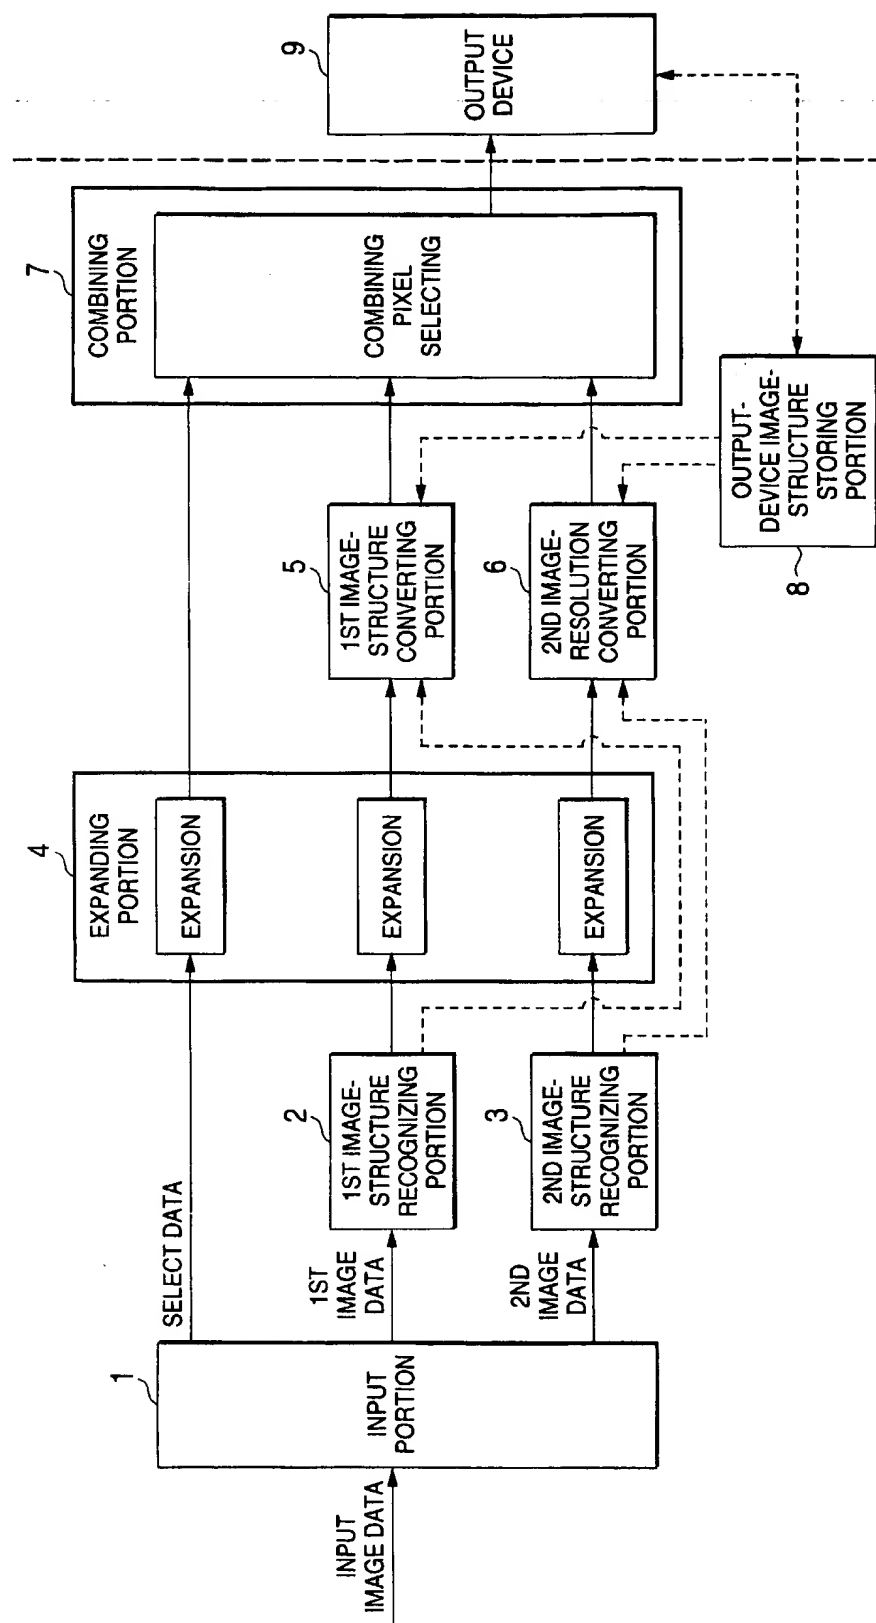 INPUT
IMAGE DATA
1
INPUT
PORTION
SELECT DATA
1ST
IMAGE
DATA
2ND
IMAGE
DATA
2
1ST IMAGE-
STRUCTURE
RECOGNIZING
PORTION
3
2ND IMAGE-
STRUCTURE
RECOGNIZING
PORTION
4
EXPANDING
PORTION
EXPANSION
EXPANSION
EXPANSION
5
1ST IMAGE-
STRUCTURE
CONVERTING
PORTION
6
2ND IMAGE-
RESOLUTION
CONVERTING
PORTION
7
COMBINING
PORTION
COMBINING
PIXEL
SELECTING
8
OUTPUT-
DEVICE IMAGE-
STRUCTURE
STORING
PORTION
9
OUTPUT
DEVICE